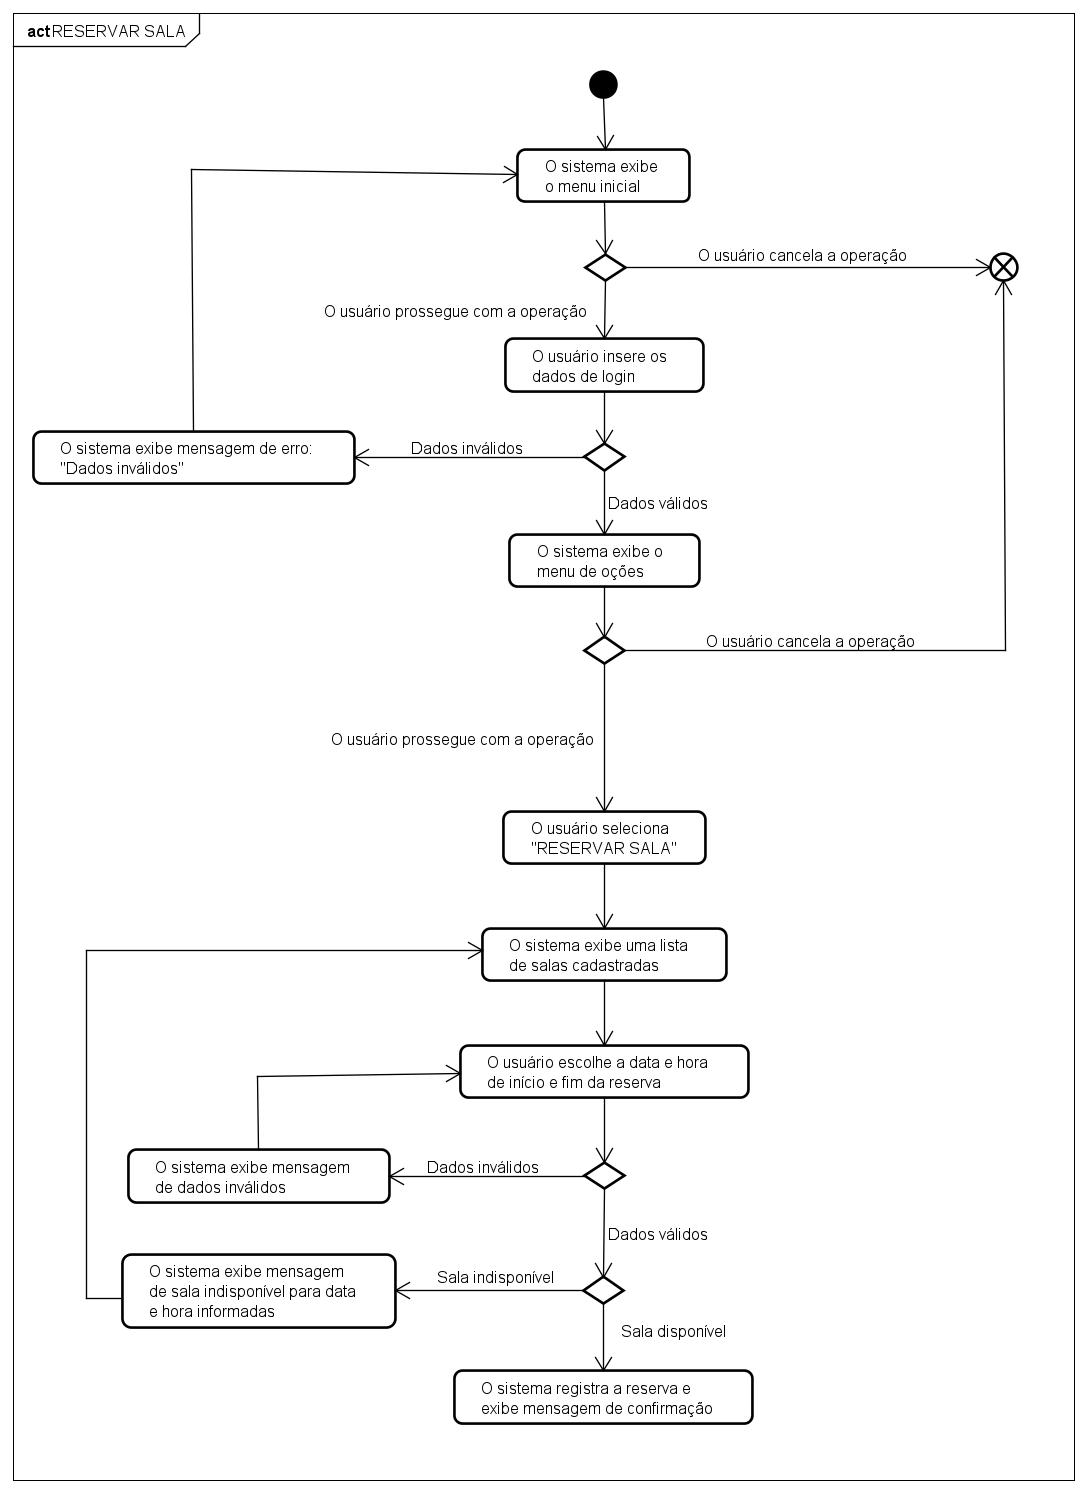 act RESERVAR SALA
O sistema exibe
o menu inicial
O usuário cancela a operação
O usuário prossegue com a operação
O usuário insere os
dados de login
O sistema exibe mensagem de erro:
"Dados inválidos"
Dados inválidos
Dados válidos
O sistema exibe o
menu de oções
O usuário cancela a operação
O usuário prossegue com a operação
O usuário seleciona
"RESERVAR SALA"
O sistema exibe uma lista
de salas cadastradas
O usuário escolhe a data e hora
de início e fim da reserva
O sistema exibe mensagem
de dados inválidos
Dados inválidos
Dados válidos
O sistema exibe mensagem
de sala indisponível para data
e hora informadas
Sala indisponível
Sala disponível
O sistema registra a reserva e
exibe mensagem de confirmação